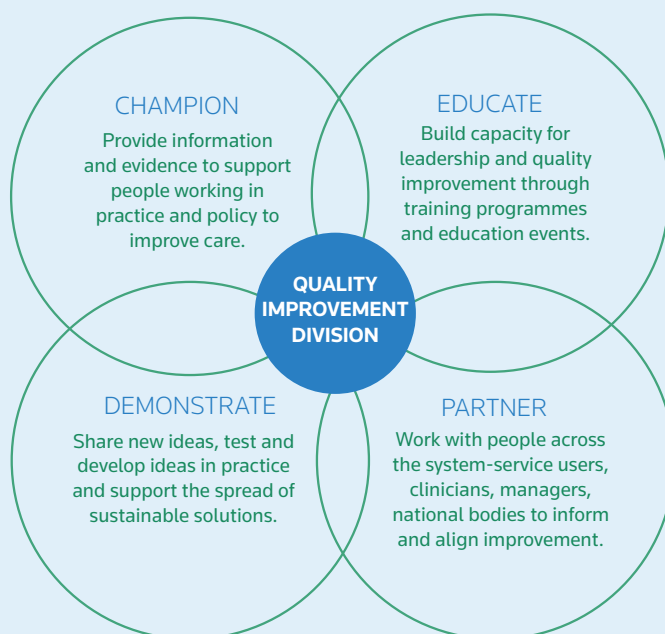 CHAMPION
Provide information
and evidence to support
people working in
practice and policy to
improve care.
EDUCATE
Build capacity for
leadership and quality
improvement through
training programmes
and education events.
QUALITY
IMPROVEMENT
DIVISION
DEMONSTRATE
Share new ideas, test and
develop ideas in practice
and support the spread of
sustainable solutions.
PARTNER
Work with people across
the system-service users,
clinicians, managers,
national bodies to inform
and align improvement.